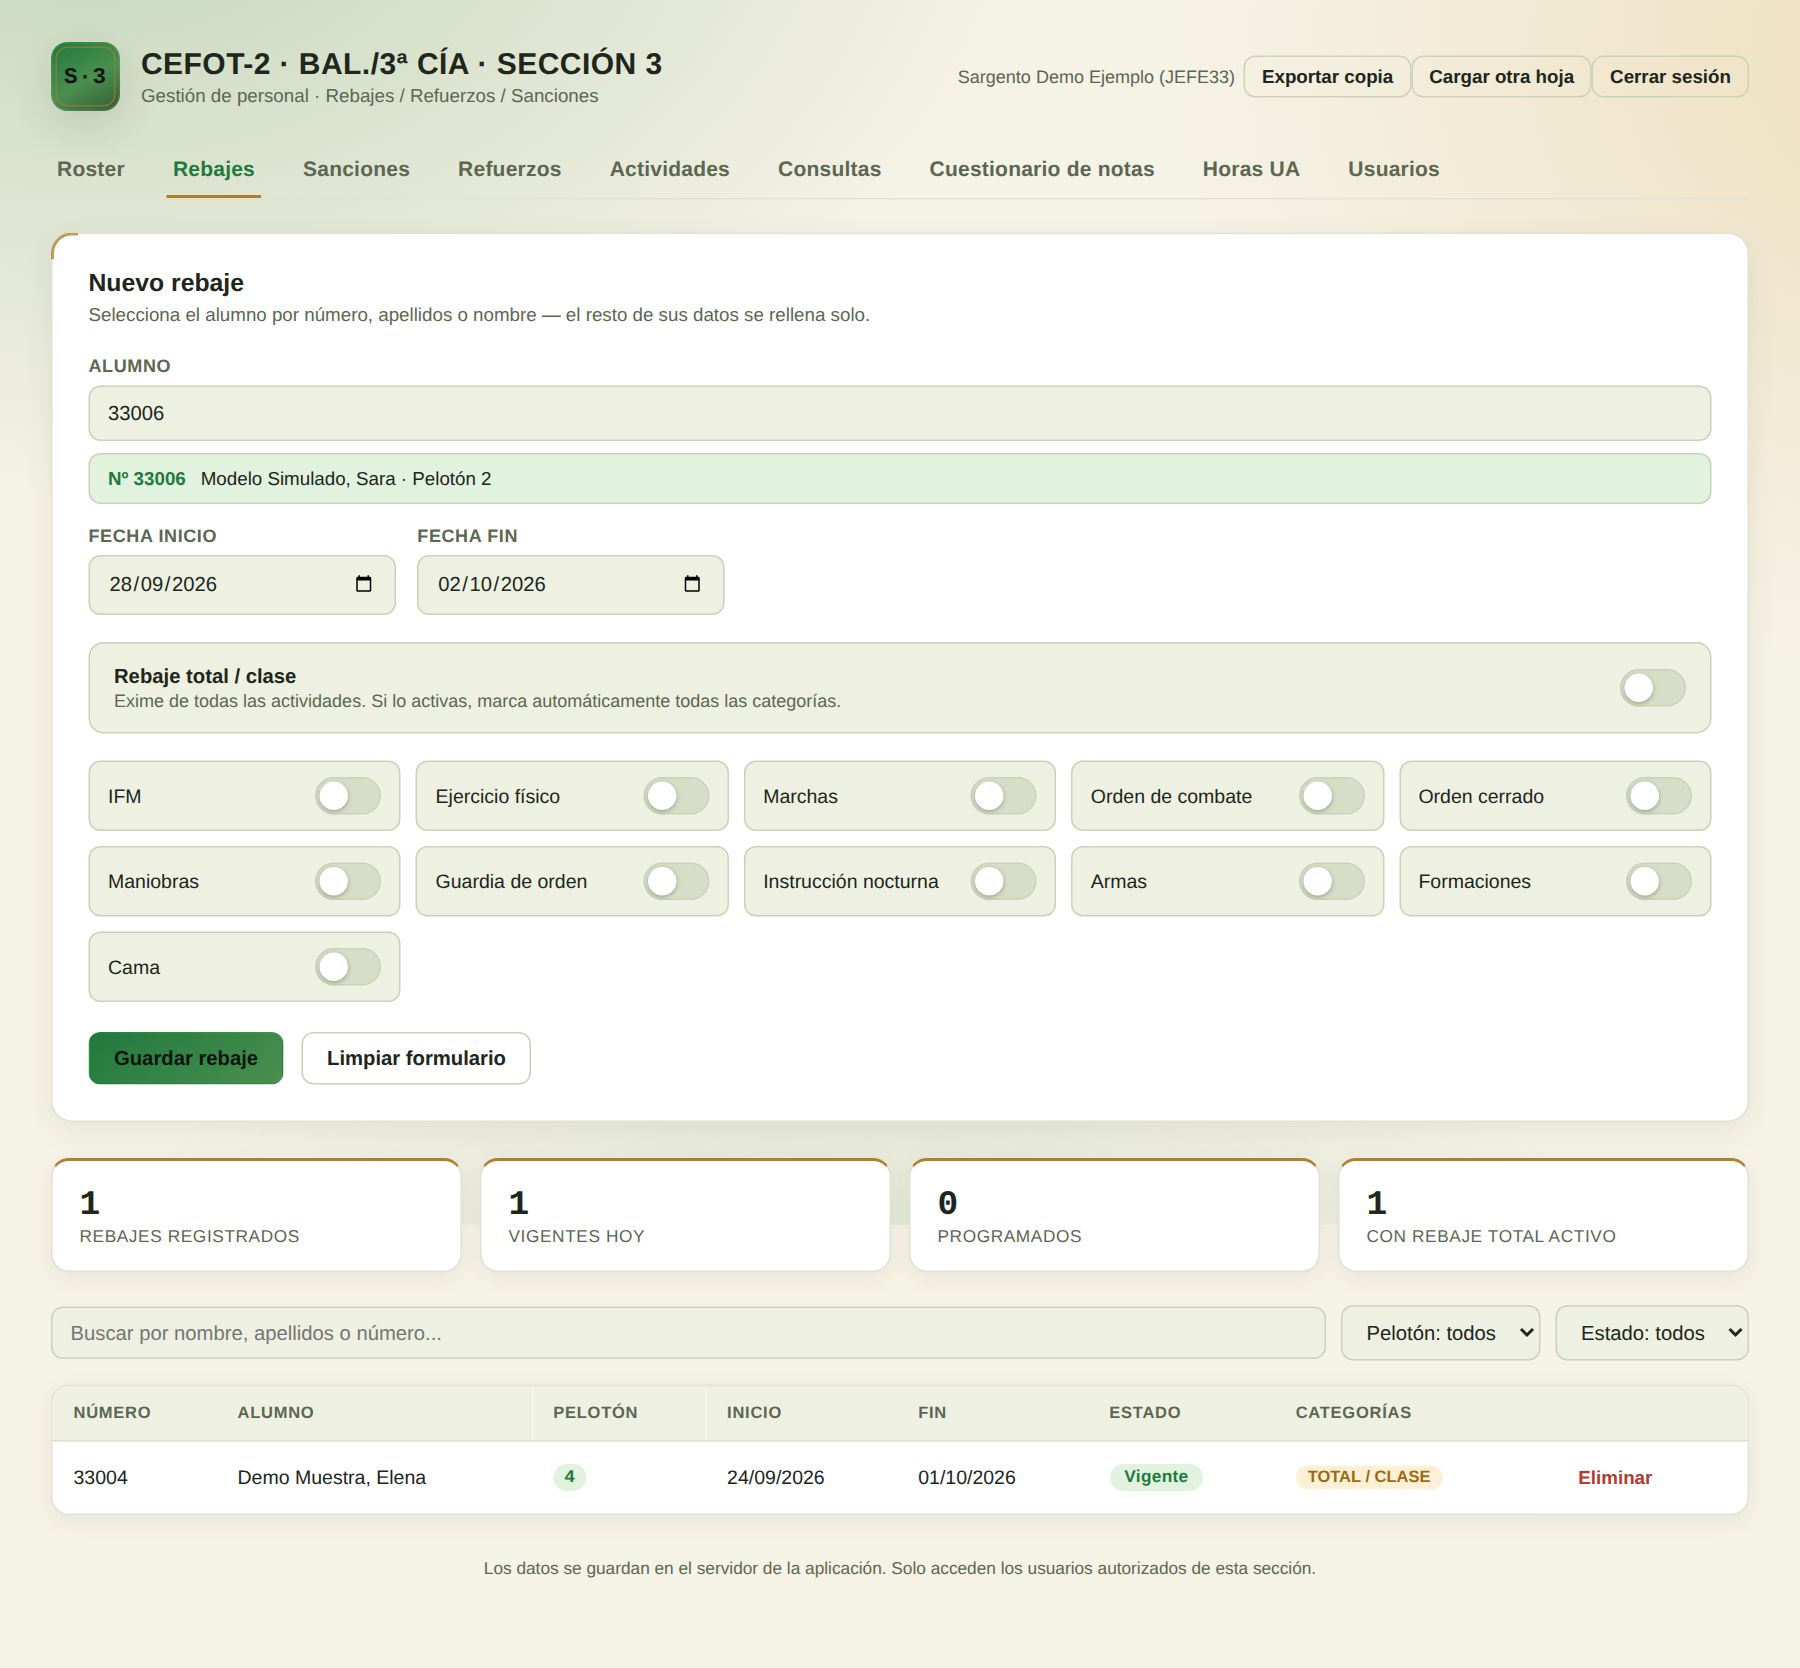 S·3
CEFOT-2 · BAL./3ª CÍA · SECCIÓN 3
Gestión de personal · Rebajes / Refuerzos / Sanciones
Sargento Demo Ejemplo (JEFE33) Exportar copia Cargar otra hoja Cerrar sesión
Roster Rebajes Sanciones Refuerzos Actividades Consultas Cuestionario de notas Horas UA Usuarios
Nuevo rebaje
Selecciona el alumno por número, apellidos o nombre — el resto de sus datos se rellena solo.
ALUMNO
33006
Nº 33006 Modelo Simulado, Sara · Pelotón 2
FECHA INICIO FECHA FIN
28/09/2026 02/10/2026
Rebaje total / clase
Exime de todas las actividades. Si lo activas, marca automáticamente todas las categorías.
IFM Ejercicio físico Marchas Orden de combate Orden cerrado
Maniobras Guardia de orden Instrucción nocturna Armas Formaciones
Cama
Guardar rebaje Limpiar formulario
1 1 0 1
REBAJES REGISTRADOS VIGENTES HOY PROGRAMADOS CON REBAJE TOTAL ACTIVO
Buscar por nombre, apellidos o número... Pelotón: todos Estado: todos
NÚMERO ALUMNO PELOTÓN INICIO FIN ESTADO CATEGORÍAS
33004 Demo Muestra, Elena 4 24/09/2026 01/10/2026 Vigente TOTAL / CLASE Eliminar
Los datos se guardan en el servidor de la aplicación. Solo acceden los usuarios autorizados de esta sección.